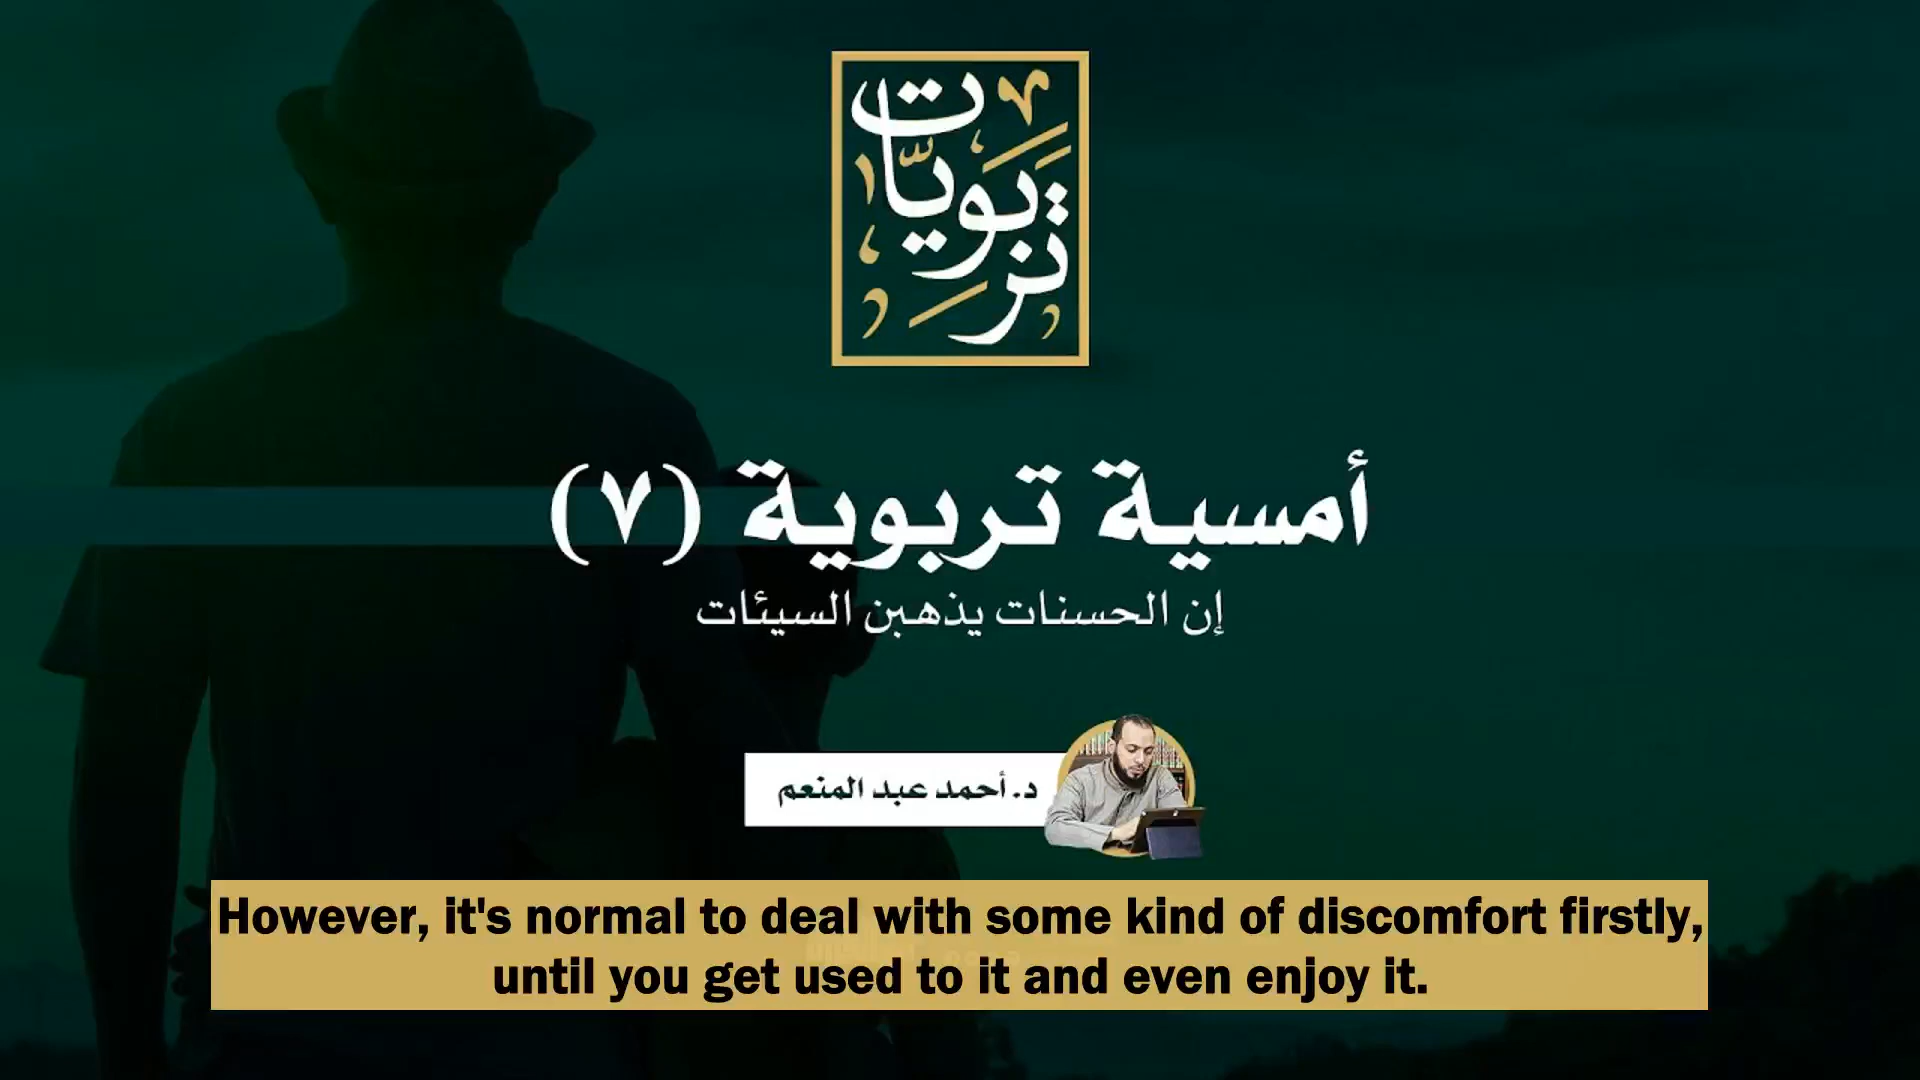 تربويات
أمسية تربوية (٧)
إن الحسنات يذهبن السيئات
د. أحمد عبد المنعم
However, it's normal to deal with some kind of discomfort firstly,
until you get used to it and even enjoy it.